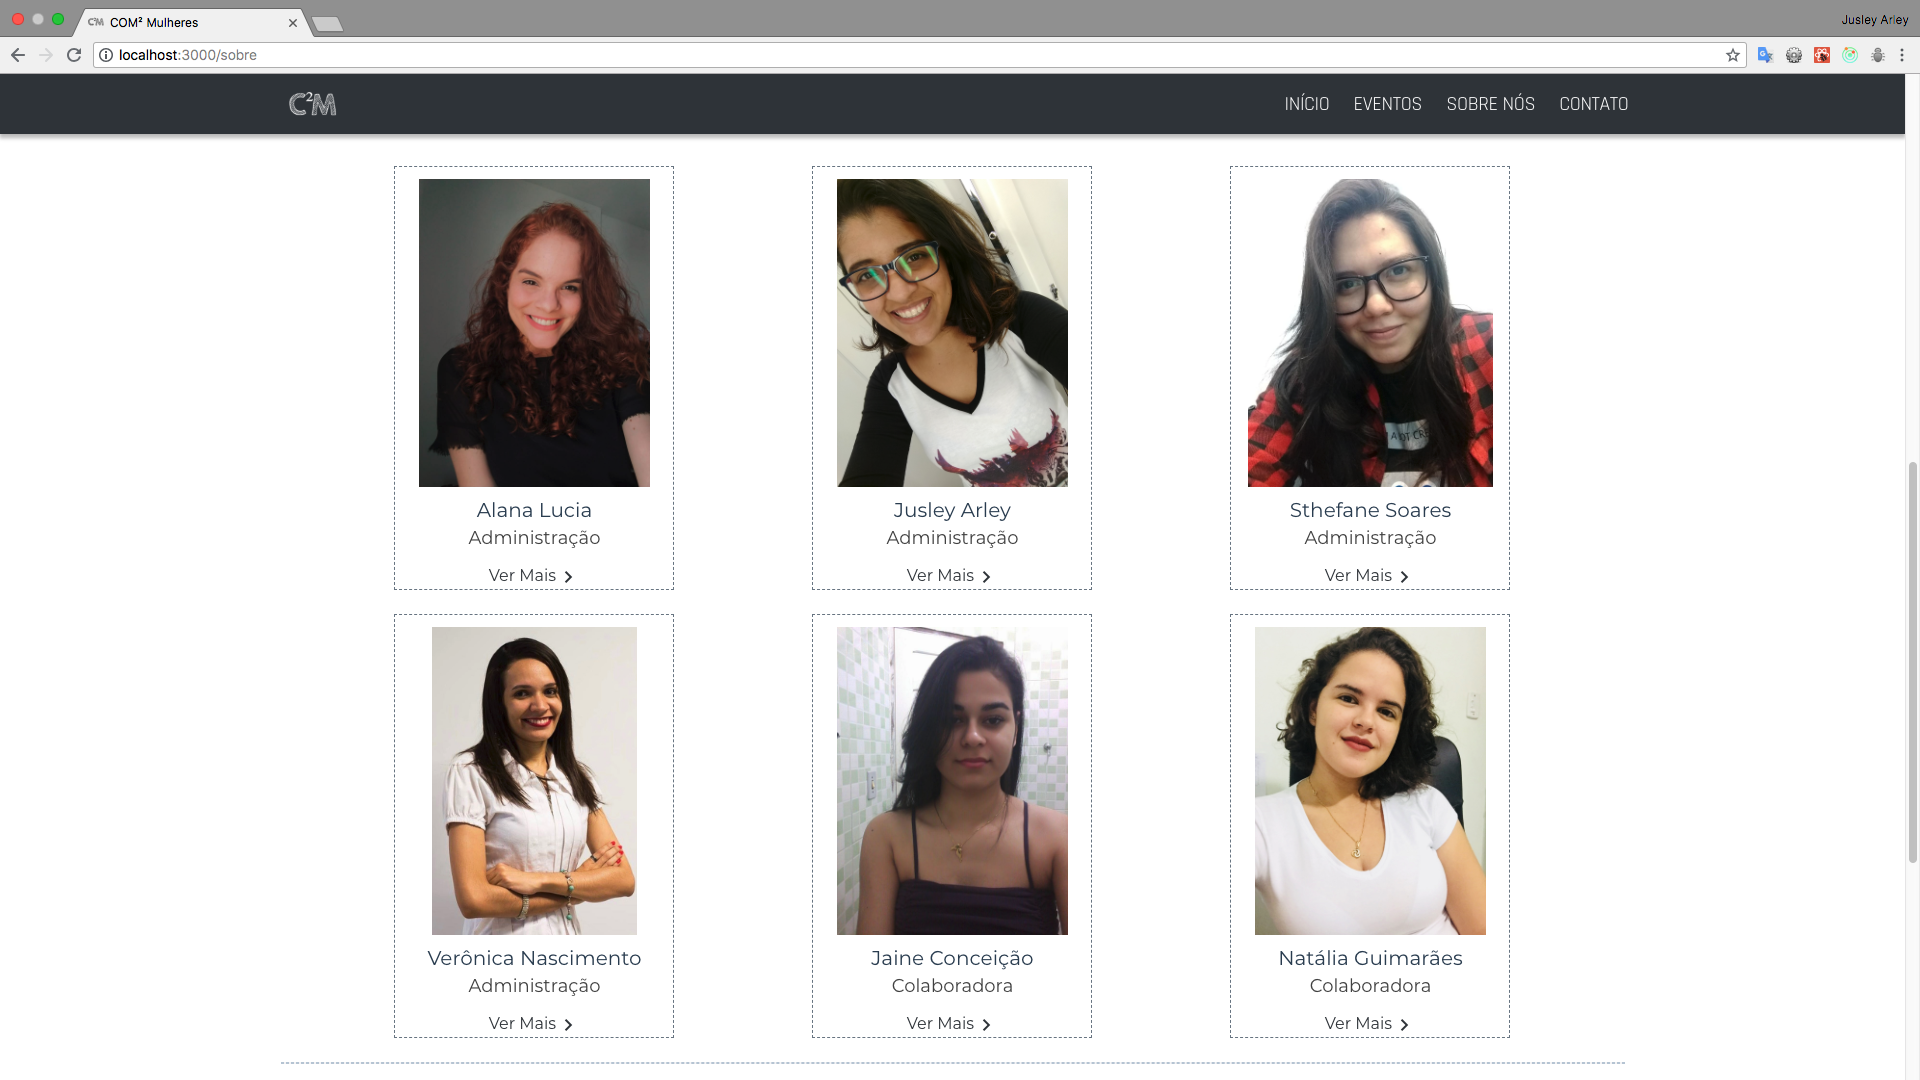 C²M COM² Mulheres
Jusley Arley
localhost:3000/sobre
C²M
INÍCIO EVENTOS SOBRE NÓS CONTATO
Alana Lucia
Administração
Ver Mais
Jusley Arley
Administração
Ver Mais
Sthefane Soares
Administração
Ver Mais
Verônica Nascimento
Administração
Ver Mais
Jaine Conceição
Colaboradora
Ver Mais
Natália Guimarães
Colaboradora
Ver Mais